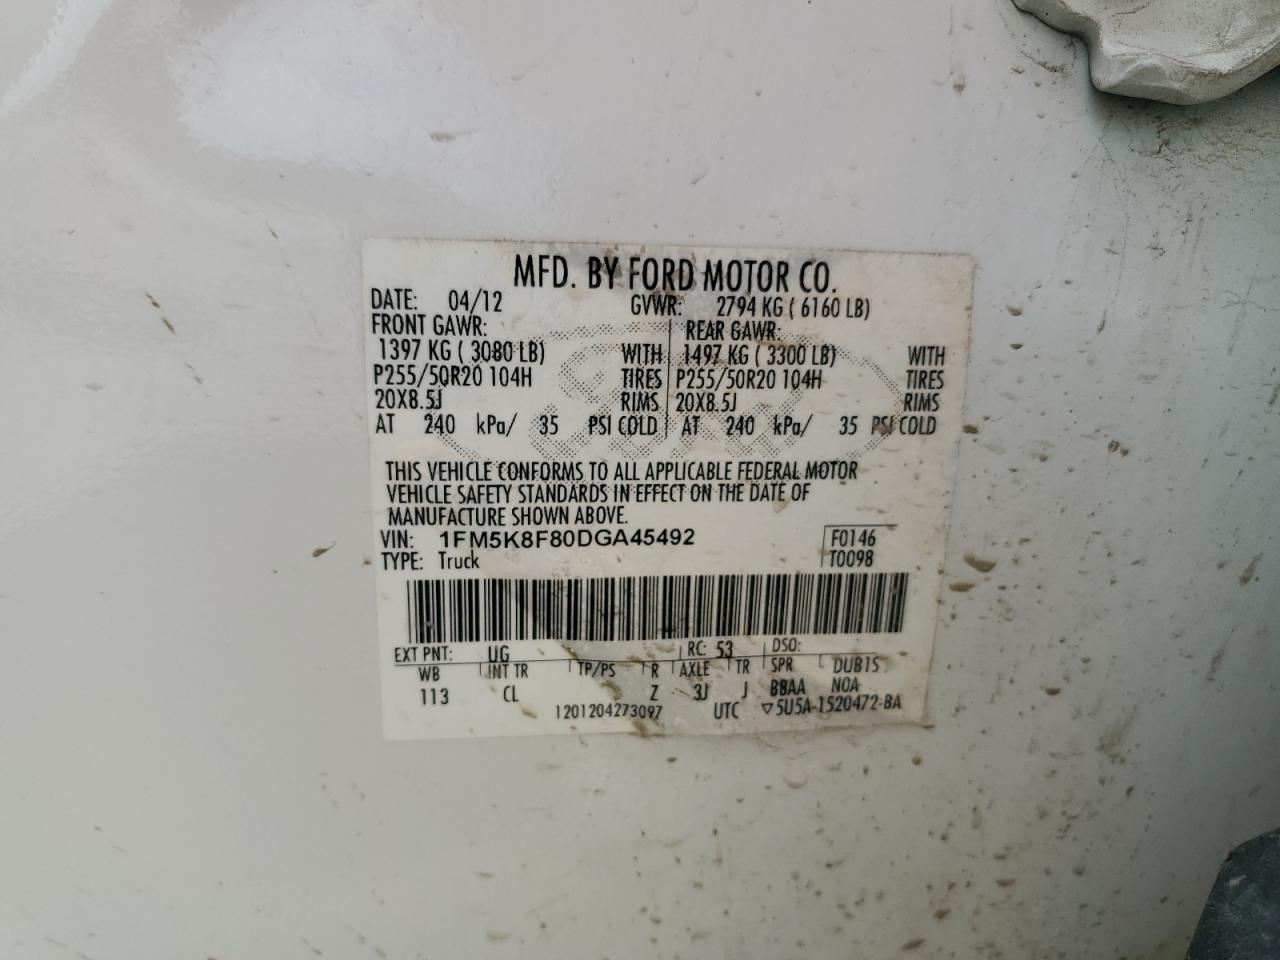 MFD. BY FORD MOTOR CO.
DATE: 04/12 GVWR: 2794 KG ( 6160 LB)
FRONT GAWR: REAR GAWR:
1397 KG ( 3080 LB) WITH 1497 KG ( 3300 LB) WITH
P255/50R20 104H TIRES P255/50R20 104H TIRES
20X8.5J RIMS 20X8.5J RIMS
AT 240 kPa/ 35 PSI COLD AT 240 kPa/ 35 PSI COLD
THIS VEHICLE CONFORMS TO ALL APPLICABLE FEDERAL MOTOR
VEHICLE SAFETY STANDARDS IN EFFECT ON THE DATE OF
MANUFACTURE SHOWN ABOVE.
VIN: 1FM5K8F80DGA45492 F0146
TYPE: Truck T0098
EXT PNT: UG RC: 53 DSO:
WB INT TR TP/PS R AXLE TR SPR DUB1S
113 CL Z 3J J BBAA NOA
1201204273097 UTC ▽5U5A-1520472-BA